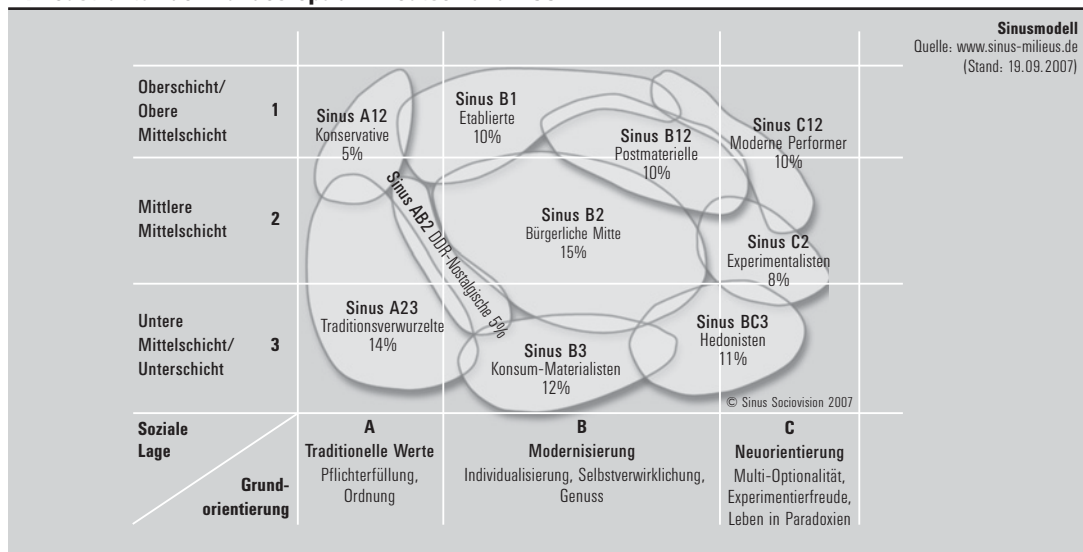 Sinusmodell
Quelle: www.sinus-milieus.de
(Stand: 19.09.2007)
Oberschicht/
Obere
Mittelschicht
1
Sinus A12
Konservative
5%
Sinus B1
Etablierte
10%
Sinus B12
Postmaterielle
10%
Sinus C12
Moderne Performer
10%
Mittlere
Mittelschicht
2
Sinus AB2 DDR-Nostalgische 5%
Sinus B2
Bürgerliche Mitte
15%
Sinus C2
Experimentalisten
8%
Untere
Mittelschicht/
Unterschicht
3
Sinus A23
Traditionsverwurzelte
14%
Sinus B3
Konsum-Materialisten
12%
Sinus BC3
Hedonisten
11%
© Sinus Sociovision 2007
Soziale
Lage
Grund-
orientierung
A
Traditionelle Werte
Pflichterfüllung,
Ordnung
B
Modernisierung
Individualisierung, Selbstverwirklichung,
Genuss
C
Neuorientierung
Multi-Optionalität,
Experimentierfreude,
Leben in Paradoxien